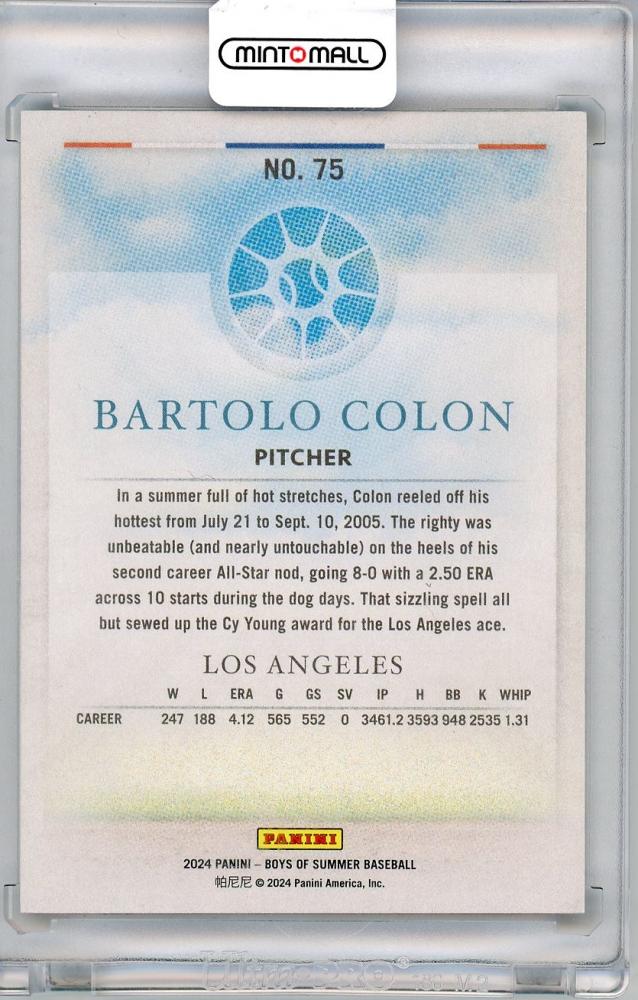 MINT MALL
NO. 75
BARTOLO COLON
PITCHER
In a summer full of hot stretches, Colon reeled off his
hottest from July 21 to Sept. 10, 2005. The righty was
unbeatable (and nearly untouchable) on the heels of his
second career All-Star nod, going 8-0 with a 2.50 ERA
across 10 starts during the dog days. That sizzling spell all
but sewed up the Cy Young award for the Los Angeles ace.
LOS ANGELES
W L ERA G GS SV IP H BB K WHIP
CAREER 247 188 4.12 565 552 0 3461.2 3593 948 2535 1.31
PANINI
2024 PANINI – BOYS OF SUMMER BASEBALL
帕尼尼 © 2024 Panini America, Inc.
Ultra PRO®